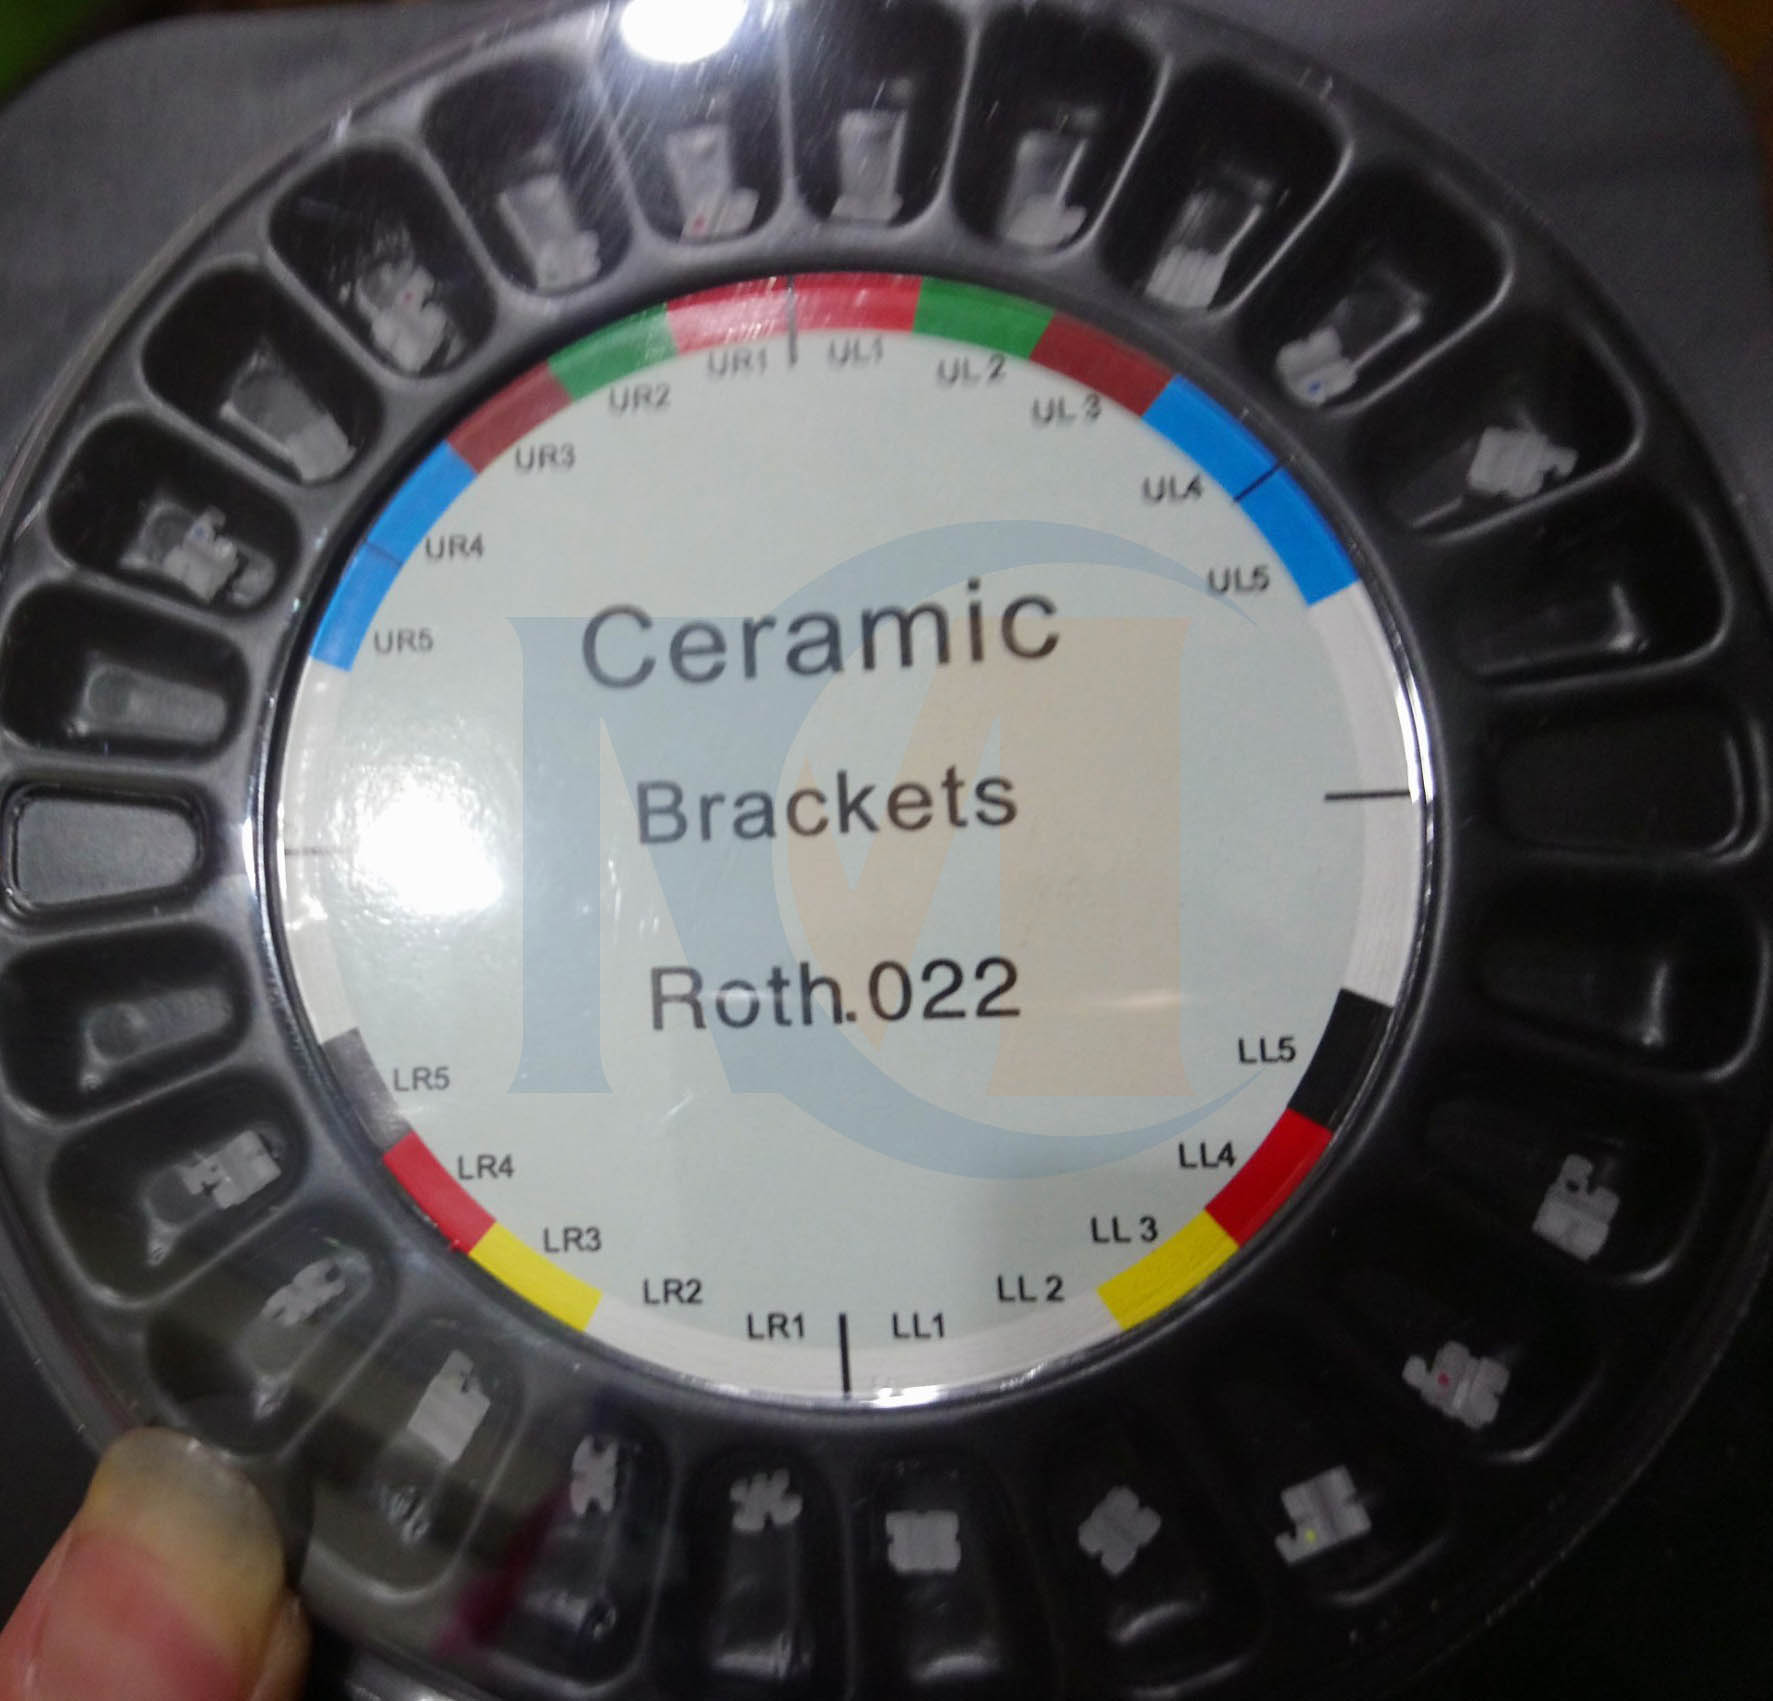 UR1 UL1
UR2 UL 2
UR3 UL 3
UR4 UL4
UR5 UL5
Ceramic
Brackets
Roth.022
LR5 LL5
LR4 LL4
LR3 LL 3
LR2 LL 2
LR1 LL1